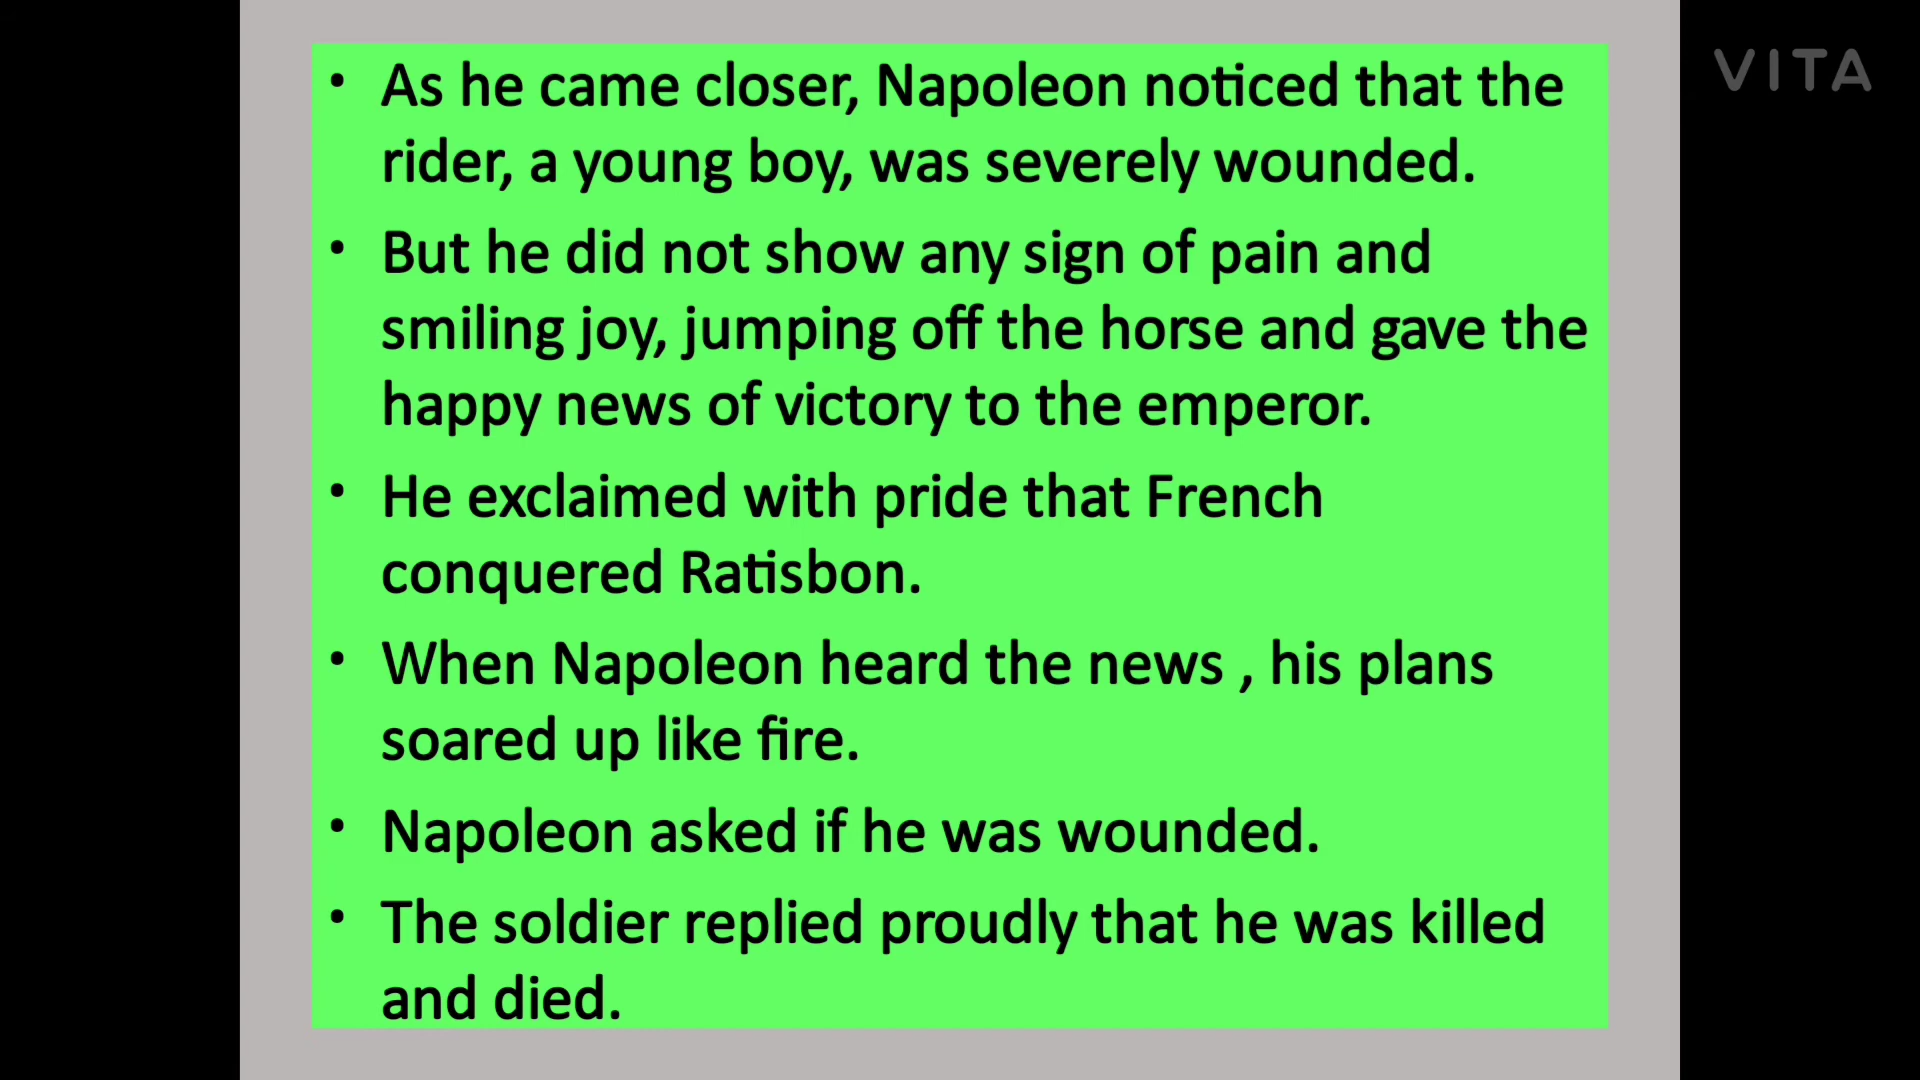 • As he came closer, Napoleon noticed that the
rider, a young boy, was severely wounded.
• But he did not show any sign of pain and
smiling joy, jumping off the horse and gave the
happy news of victory to the emperor.
• He exclaimed with pride that French
conquered Ratisbon.
• When Napoleon heard the news , his plans
soared up like fire.
• Napoleon asked if he was wounded.
• The soldier replied proudly that he was killed
and died.
VITA